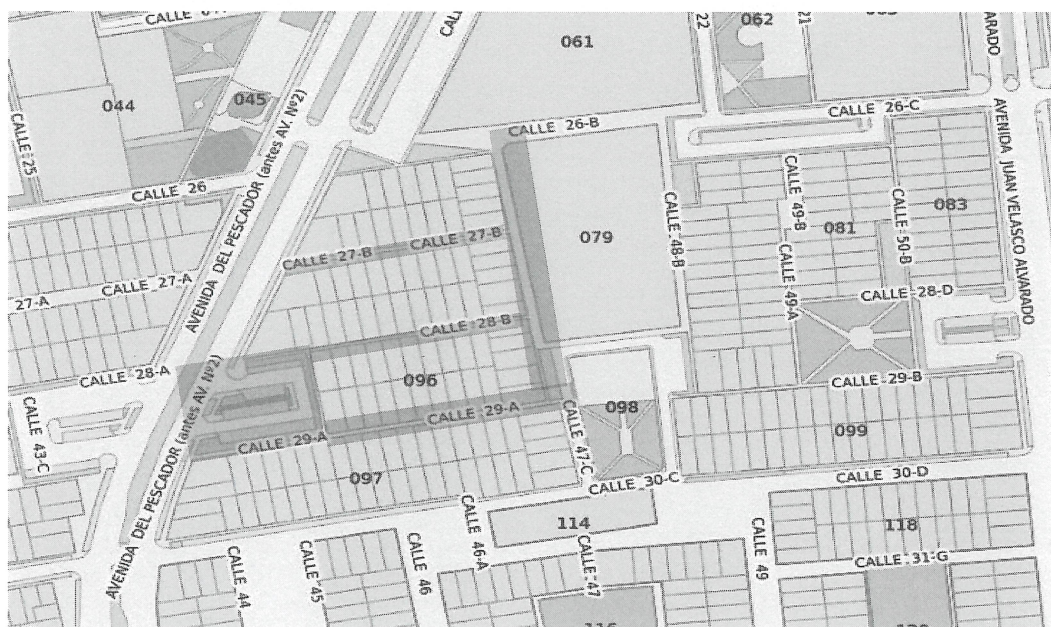 CALLE
22
062
21
061
044
045
CALLE 25
CALLE 26
CALLE 26-B
CALLE 26-C
AVENIDA DEL PESCADOR (antes AV. Nº2)
CALLE 27-B
CALLE 27-B
079
CALLE 48-B
CALLE 49-B
081
CALLE 50-B
083
AVENIDA JUAN VELASCO ALVARADO
ARADO
27-A
CALLE 27-A
CALLE 49-A
CALLE 28-D
CALLE 28-B
CALLE 28-A
096
CALLE 29-B
CALLE 43-C
CALLE 29-A
CALLE 29-A
098
099
CALLE 47-C
AVENIDA DEL PESCADOR (antes AV. Nº2)
097
CALLE 30-C
CALLE 30-D
114
118
CALLE 44
CALLE 45
CALLE 46
CALLE 46-A
CALLE 47
CALLE 49
CALLE 31-G